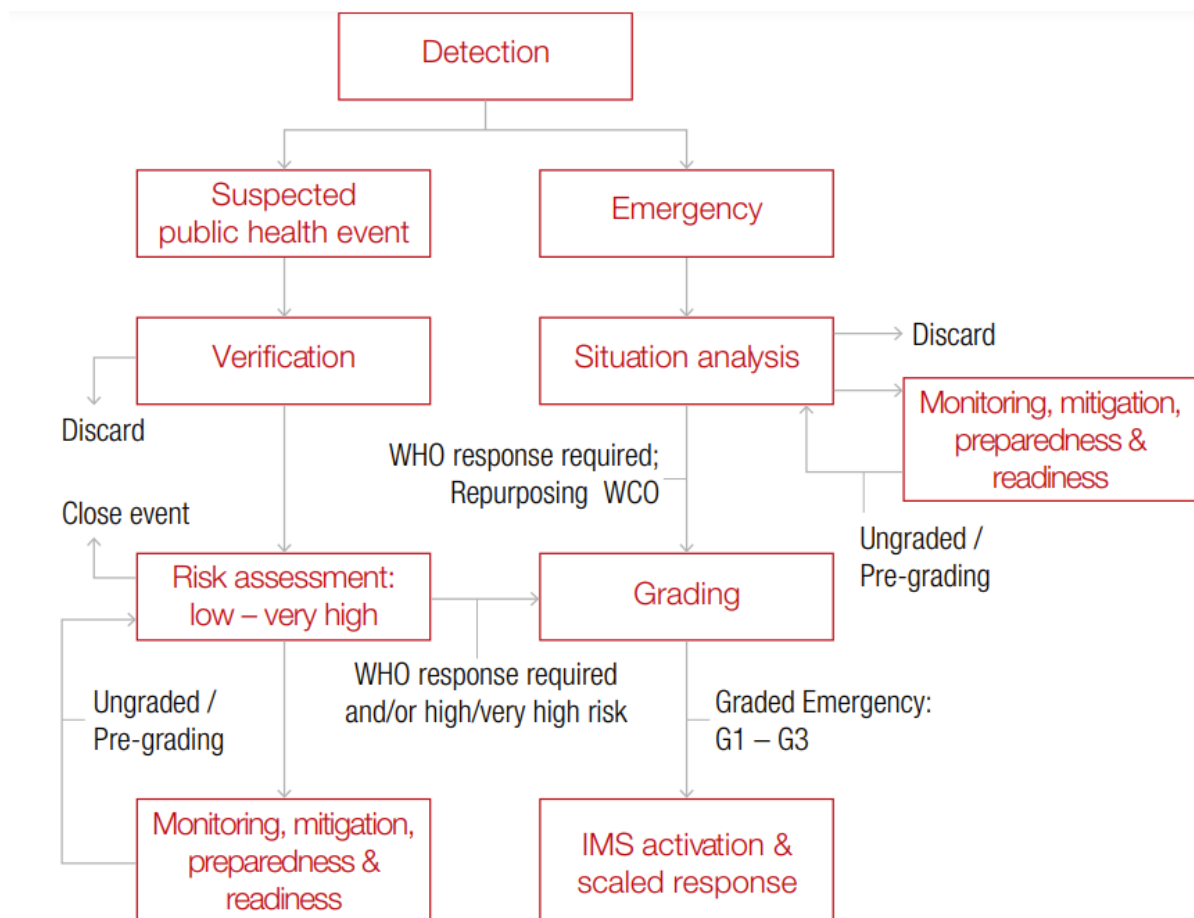 Detection
Suspected
public health event
Emergency
Verification
Situation analysis
Discard
Monitoring, mitigation,
preparedness &
readiness
Discard
WHO response required;
Repurposing WCO
Close event
Ungraded /
Pre-grading
Risk assessment:
low – very high
Grading
WHO response required
and/or high/very high risk
Ungraded /
Pre-grading
Graded Emergency:
G1 – G3
Monitoring, mitigation,
preparedness &
readiness
IMS activation &
scaled response